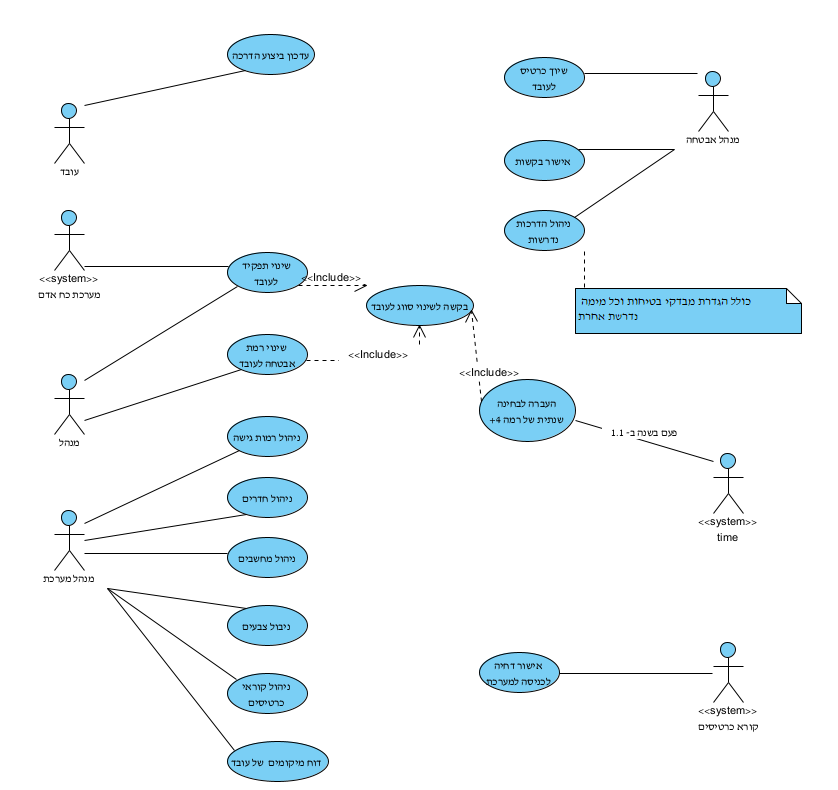 עדכון ביצוע הדרכה
שיוך כרטיס
לעובד
מנהל אבטחה
עובד
אישור בקשות
ניהול הדרכות
נדרשות
<<system>>
מערכת כח אדם
שינוי תפקיד
לעובד
<<Include>>
בקשה לשינוי סווג לעובד
כולל הגדרת מבדקי בטיחות וכל מימה
נדרשת אחרת
שינוי רמת
אבטחה לעובד
<<Include>>
<<Include>>
העברה לבחינה
שנתית של רמה 4+
פעם בשנה ב- 1.1
מנהל
ניהול רמות גישה
ניהול חדרים
<<system>>
time
ניהול מחשבים
מנהל מערכת
ניבול צבעים
ניהול קוראי
כרטיסים
אישור דחיה
לכניסה למערכת
<<system>>
קורא כרטיסים
דוח מיקומים של עובד